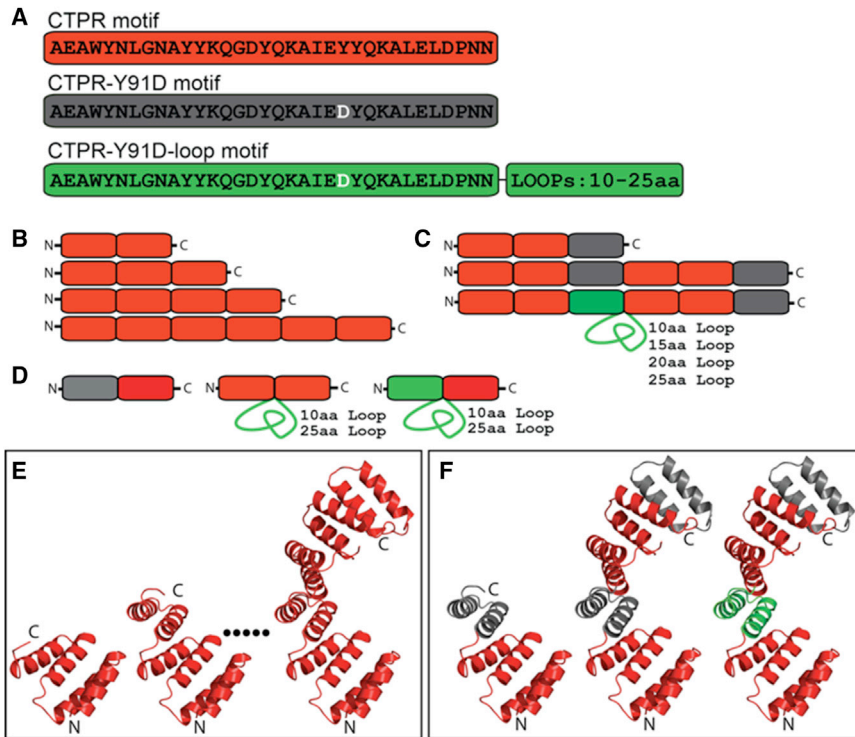 A
CTPR motif
AEAWYNLGNAYYKQGDYQKAIEYYQKALELDPNN
CTPR-Y91D motif
AEAWYNLGNAYYKQGDYQKAIEDYQKALELDPNN
CTPR-Y91D-loop motif
AEAWYNLGNAYYKQGDYQKAIEDYQKALELDPNN LOOPs:10-25aa
B
N C
N C
N C
N C
C
N C
N C
N C
10aa Loop
15aa Loop
20aa Loop
25aa Loop
D
N C
N C
10aa Loop
25aa Loop
N C
10aa Loop
25aa Loop
E
C
N
C
N
C
N
F
C
N
C
N
C
N